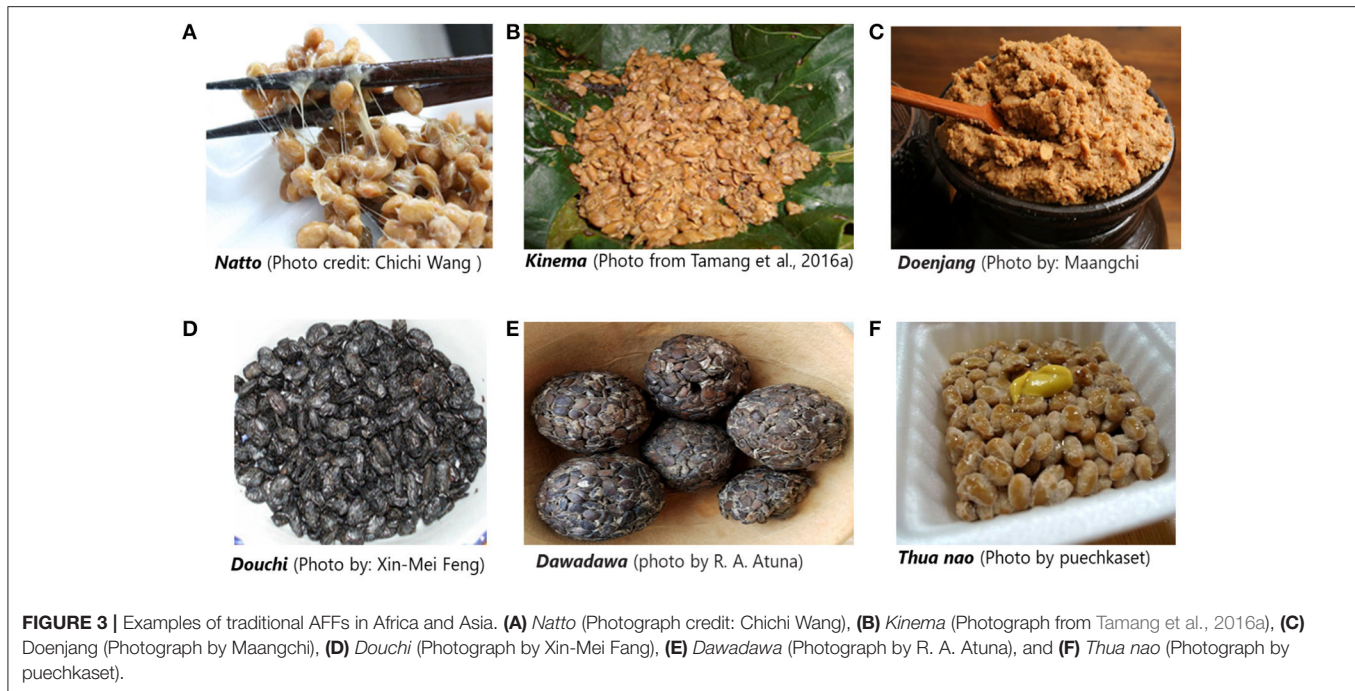 A
B
C
Natto (Photo credit: Chichi Wang )
Kinema (Photo from Tamang et al., 2016a)
Doenjang (Photo by: Maangchi
D
E
F
Douchi (Photo by: Xin-Mei Feng)
Dawadawa (photo by R. A. Atuna)
Thua nao (Photo by puechkaset)
FIGURE 3 | Examples of traditional AFFs in Africa and Asia. (A) Natto (Photograph credit: Chichi Wang), (B) Kinema (Photograph from Tamang et al., 2016a), (C)
Doenjang (Photograph by Maangchi), (D) Douchi (Photograph by Xin-Mei Fang), (E) Dawadawa (Photograph by R. A. Atuna), and (F) Thua nao (Photograph by
puechkaset).